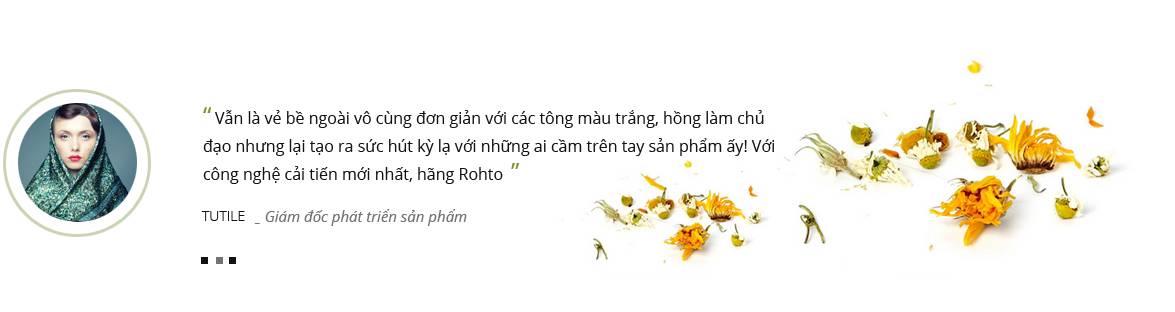 “ Vẫn là vẻ bề ngoài vô cùng đơn giản với các tông màu trắng, hồng làm chủ
đạo nhưng lại tạo ra sức hút kỳ lạ với những ai cầm trên tay sản phẩm ấy! Với
công nghệ cải tiến mới nhất, hãng Rohto ”
TUTILE _ Giám đốc phát triển sản phẩm